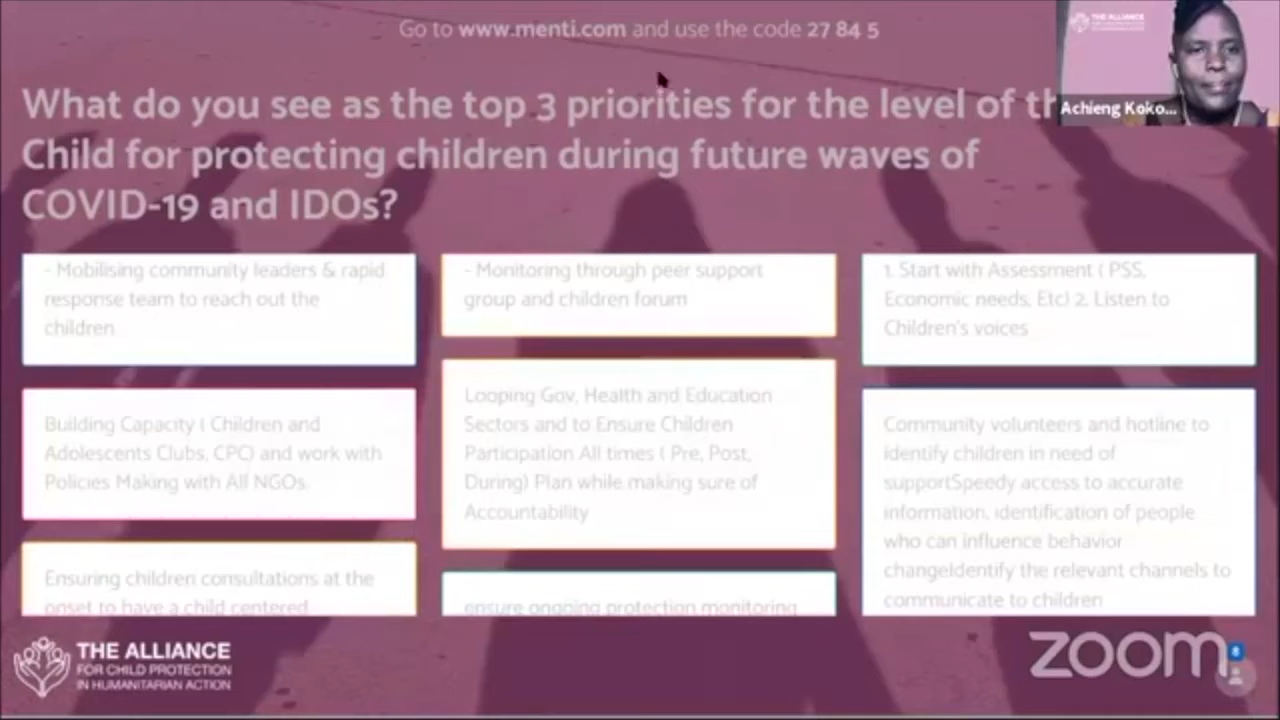 Go to www.menti.com and use the code 27 84 5
THE ALLIANCE
Achieng Koko...
What do you see as the top 3 priorities for the level of th
Child for protecting children during future waves of
COVID-19 and IDOs?
- Mobilising community leaders & rapid
response team to reach out the
children
Building Capacity ( Children and
Adolescents Clubs, CPC) and work with
Policies Making with All NGOs.
Ensuring children consultations at the
onset to have a child centered
- Monitoring through peer support
group and children forum
Looping Gov, Health and Education
Sectors and to Ensure Children
Participation All times ( Pre, Post,
During) Plan while making sure of
Accountability
ensure ongoing protection monitoring
1. Start with Assessment ( PSS,
Economic needs, Etc) 2. Listen to
Children's voices
Community volunteers and hotline to
identify children in need of
supportSpeedy access to accurate
information, identification of people
who can influence behavior
changeIdentify the relevant channels to
communicate to children
THE ALLIANCE
FOR CHILD PROTECTION
IN HUMANITARIAN ACTION
zoom
8